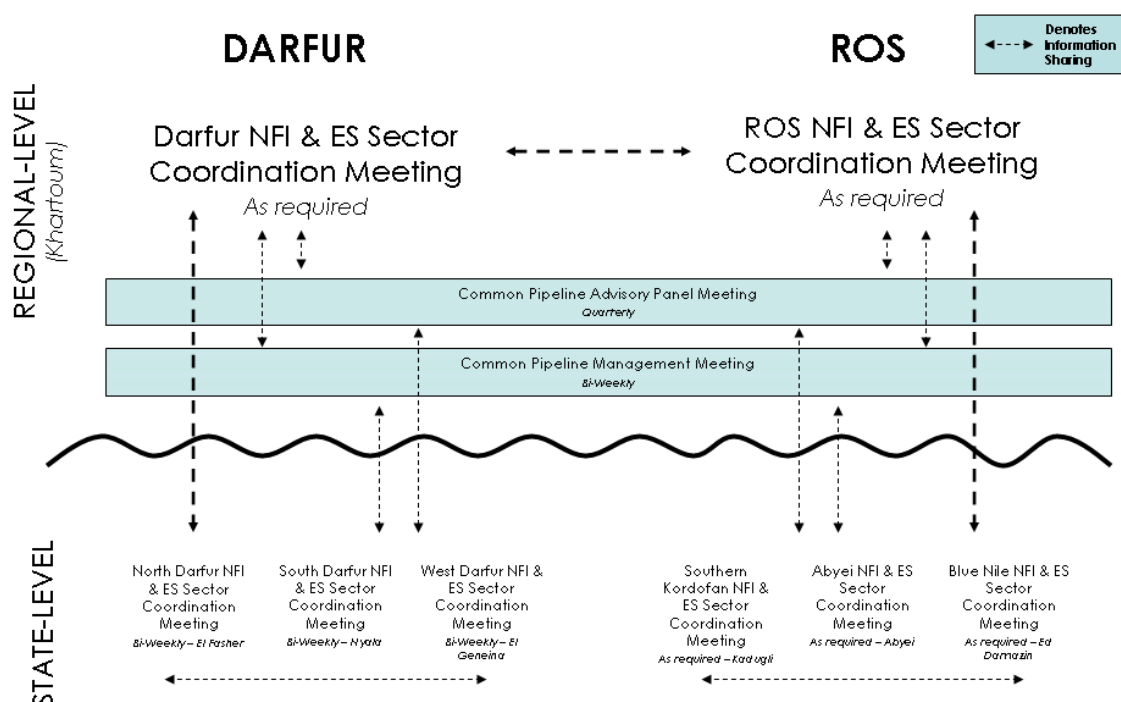 DARFUR
ROS
Denotes
Information
Sharing
REGIONAL-LEVEL
(Khartoum)
Darfur NFI & ES Sector
Coordination Meeting
As required
ROS NFI & ES Sector
Coordination Meeting
As required
Common Pipeline Advisory Panel Meeting
Quarterly
Common Pipeline Management Meeting
Bi-Weekly
STATE-LEVEL
North Darfur NFI
& ES Sector
Coordination
Meeting
Bi-Weekly – El Fasher
South Darfur NFI
& ES Sector
Coordination
Meeting
Bi-Weekly – Nyala
West Darfur NFI &
ES Sector
Coordination
Meeting
Bi-Weekly – El
Geneina
Southern
Kordofan NFI &
ES Sector
Coordination
Meeting
As required – Kadugli
Abyei NFI & ES
Sector
Coordination
Meeting
As required – Abyei
Blue Nile NFI & ES
Sector
Coordination
Meeting
As required – Ed
Damazin